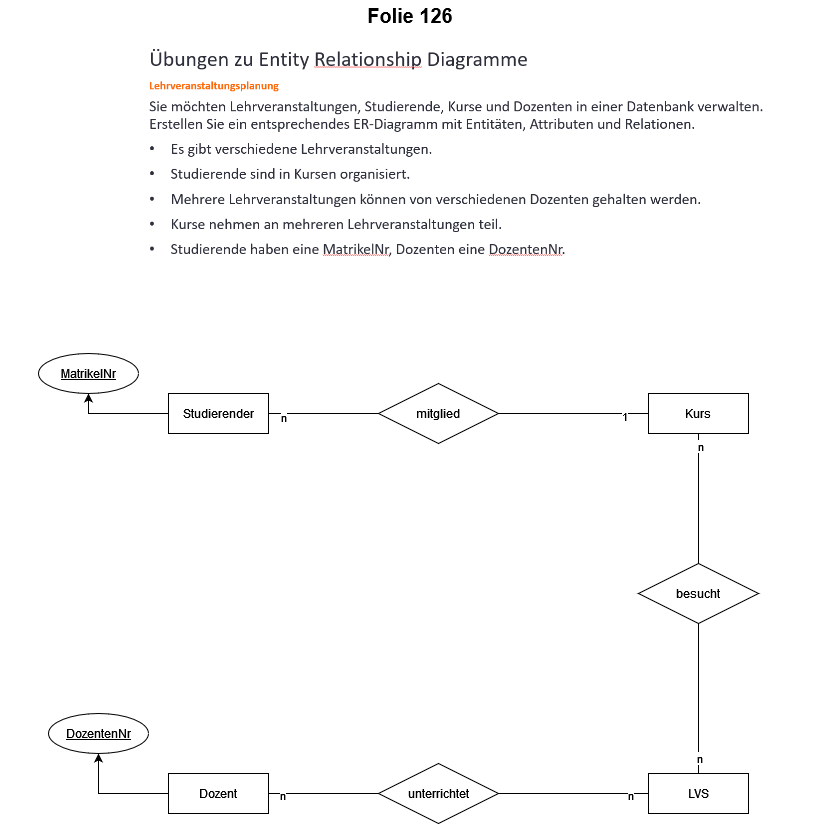 Folie 126
Übungen zu Entity Relationship Diagramme
Lehrveranstaltungsplanung
Sie möchten Lehrveranstaltungen, Studierende, Kurse und Dozenten in einer Datenbank verwalten.
Erstellen Sie ein entsprechendes ER-Diagramm mit Entitäten, Attributen und Relationen.
• Es gibt verschiedene Lehrveranstaltungen.
• Studierende sind in Kursen organisiert.
• Mehrere Lehrveranstaltungen können von verschiedenen Dozenten gehalten werden.
• Kurse nehmen an mehreren Lehrveranstaltungen teil.
• Studierende haben eine MatrikelNr, Dozenten eine DozentenNr.
MatrikelNr
Studierender
n
mitglied
1
Kurs
n
besucht
n
DozentenNr
Dozent
n
unterrichtet
n
LVS